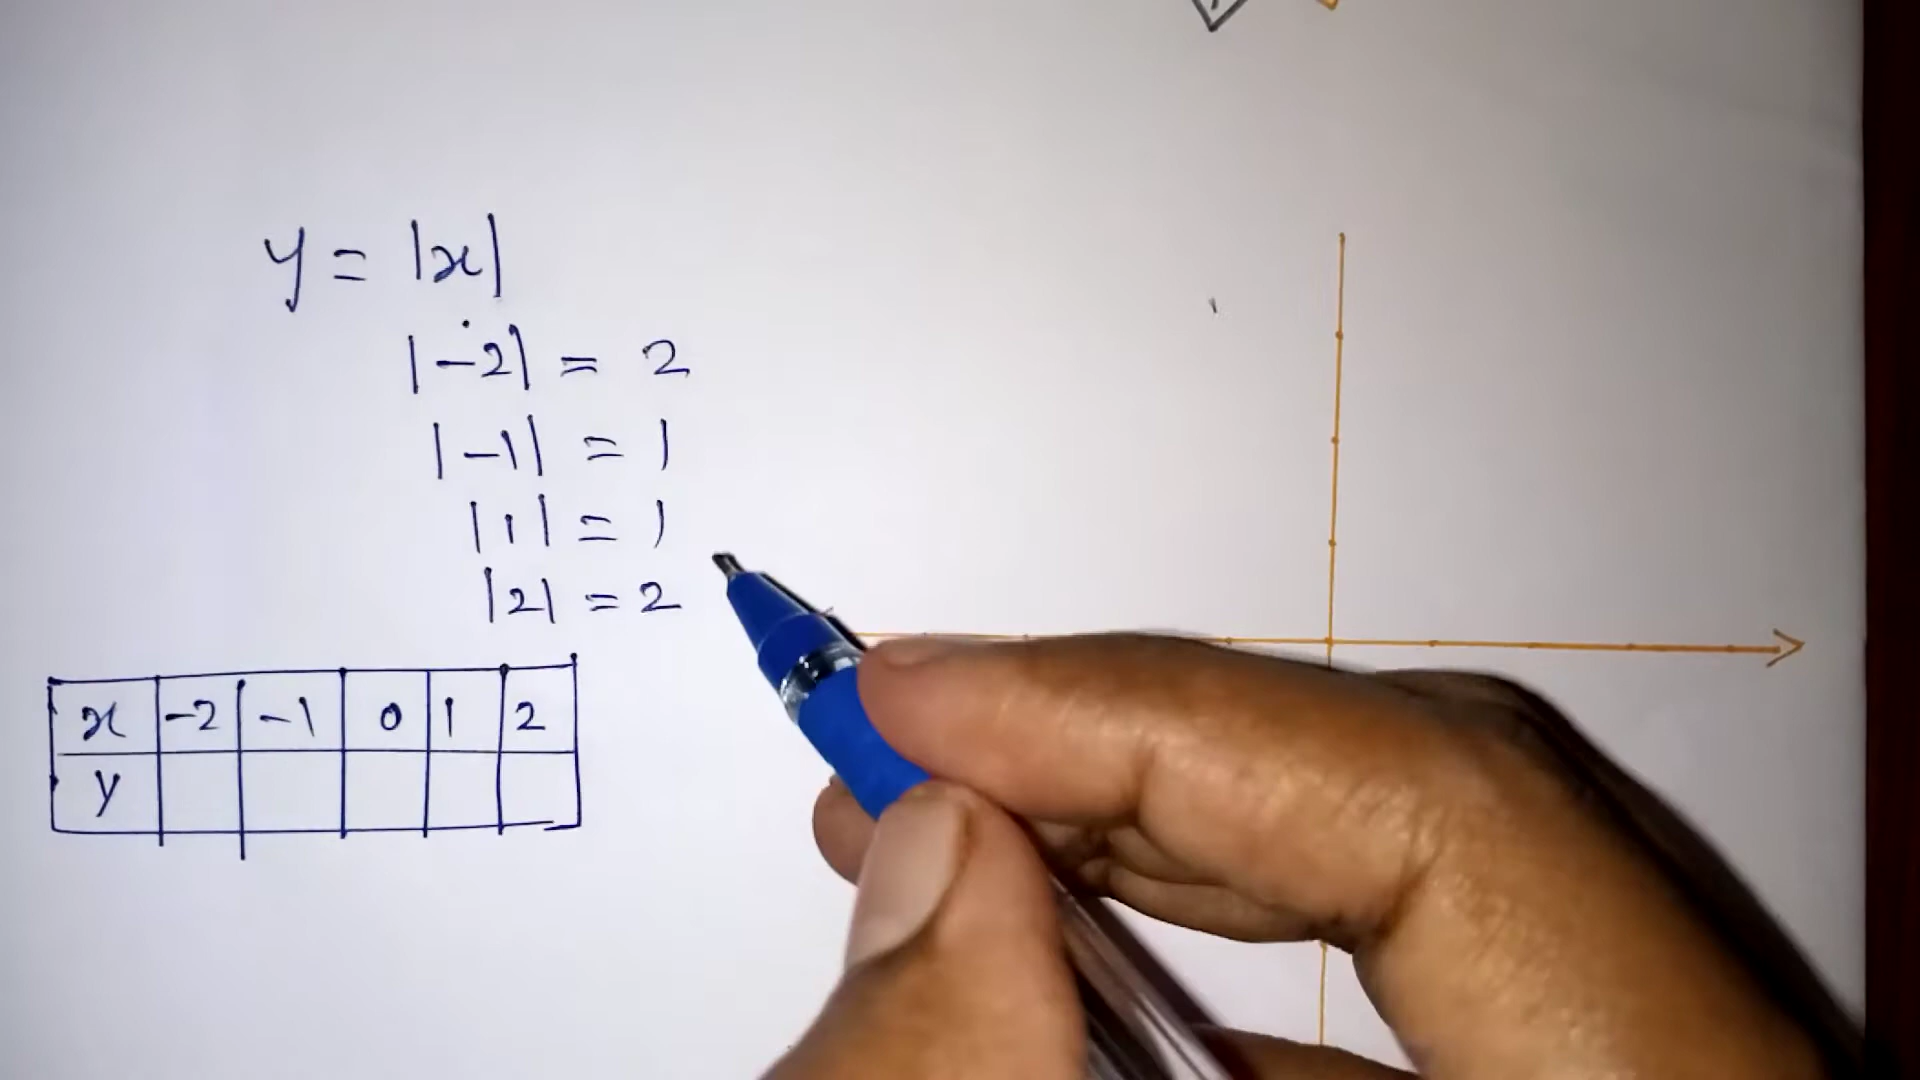 y = |x|
|-2| = 2
|-1| = 1
|1| = 1
|2| = 2
x -2 -1 0 1 2
y